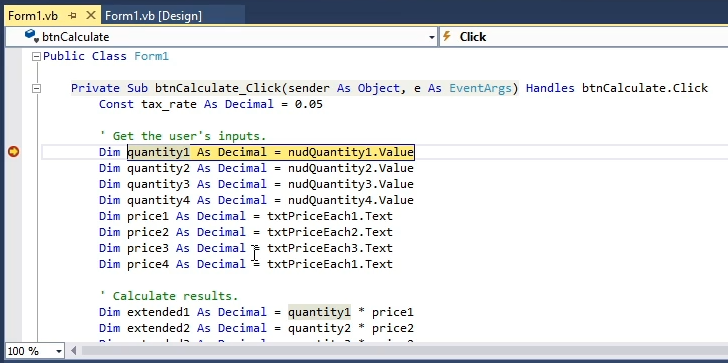 Form1.vb Form1.vb [Design]
btnCalculate Click
Public Class Form1
Private Sub btnCalculate_Click(sender As Object, e As EventArgs) Handles btnCalculate.Click
Const tax_rate As Decimal = 0.05
' Get the user's inputs.
Dim quantity1 As Decimal = nudQuantity1.Value
Dim quantity2 As Decimal = nudQuantity2.Value
Dim quantity3 As Decimal = nudQuantity3.Value
Dim quantity4 As Decimal = nudQuantity4.Value
Dim price1 As Decimal = txtPriceEach1.Text
Dim price2 As Decimal = txtPriceEach2.Text
Dim price3 As Decimal = txtPriceEach3.Text
Dim price4 As Decimal = txtPriceEach1.Text
' Calculate results.
Dim extended1 As Decimal = quantity1 * price1
Dim extended2 As Decimal = quantity2 * price2
100 %